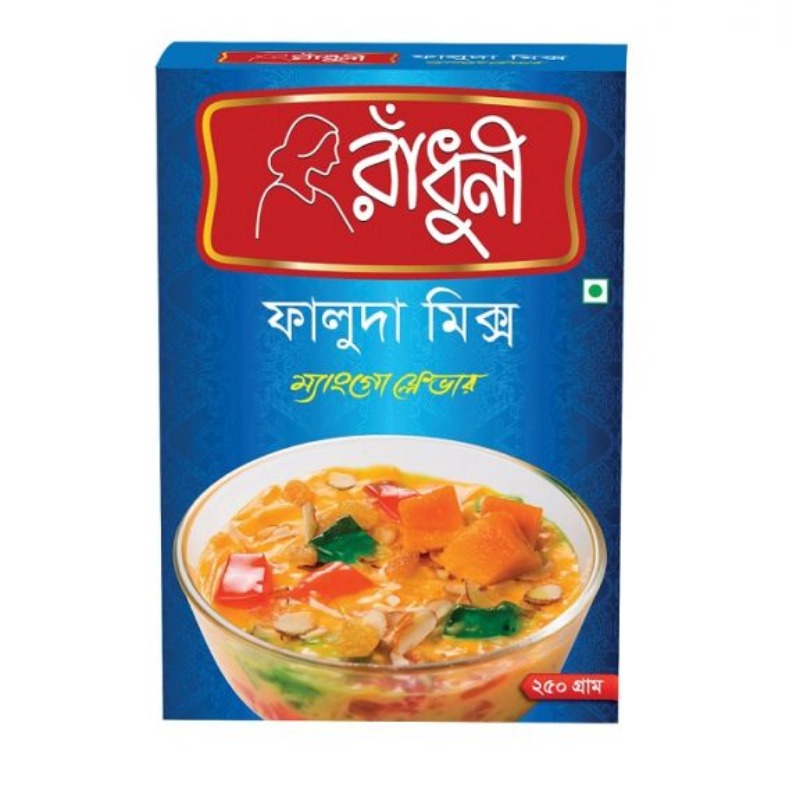 রাঁধুনী ফালুদা মিক্স
ম্যাংগো ফ্লেভার
রাঁধুনী
ফালুদা মিক্স
ম্যাংগো ফ্লেভার
২৫০ গ্রাম